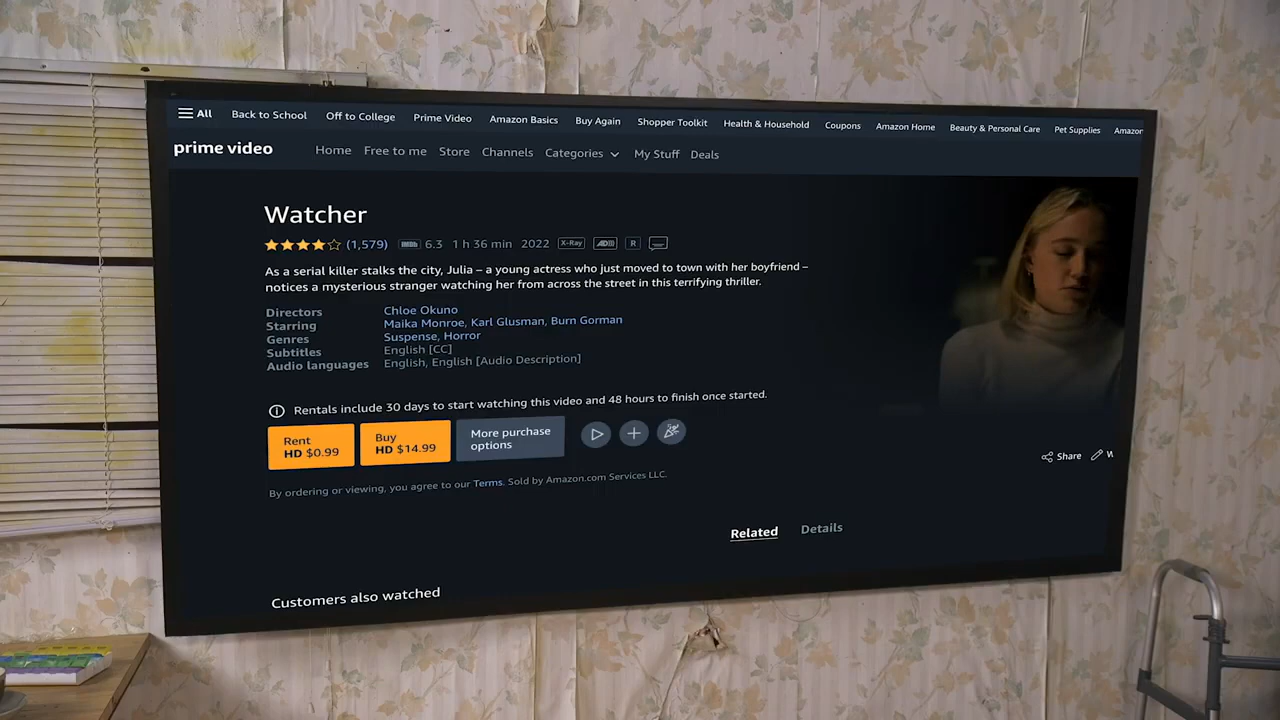 All Back to School Off to College Prime Video Amazon Basics Buy Again Shopper Toolkit Health & Household Coupons Amazon Home Beauty & Personal Care Pet Supplies Amazon
prime video Home Free to me Store Channels Categories My Stuff Deals
Watcher
(1,579) IMDb 6.3 1 h 36 min 2022 X-Ray AD R
As a serial killer stalks the city, Julia – a young actress who just moved to town with her boyfriend –
notices a mysterious stranger watching her from across the street in this terrifying thriller.
Directors Chloe Okuno
Starring Maika Monroe, Karl Glusman, Burn Gorman
Genres Suspense, Horror
Subtitles English [CC]
Audio languages English, English [Audio Description]
Rentals include 30 days to start watching this video and 48 hours to finish once started.
Rent
HD $0.99
Buy
HD $14.99
More purchase
options
Share W
By ordering or viewing, you agree to our Terms. Sold by Amazon.com Services LLC.
Related Details
Customers also watched